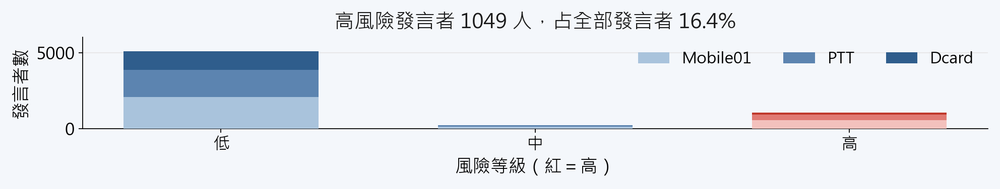 高風險發言者 1049 人，占全部發言者 16.4%
發言者數
5000
0
Mobile01 PTT Dcard
低 中 高
風險等級（紅＝高）